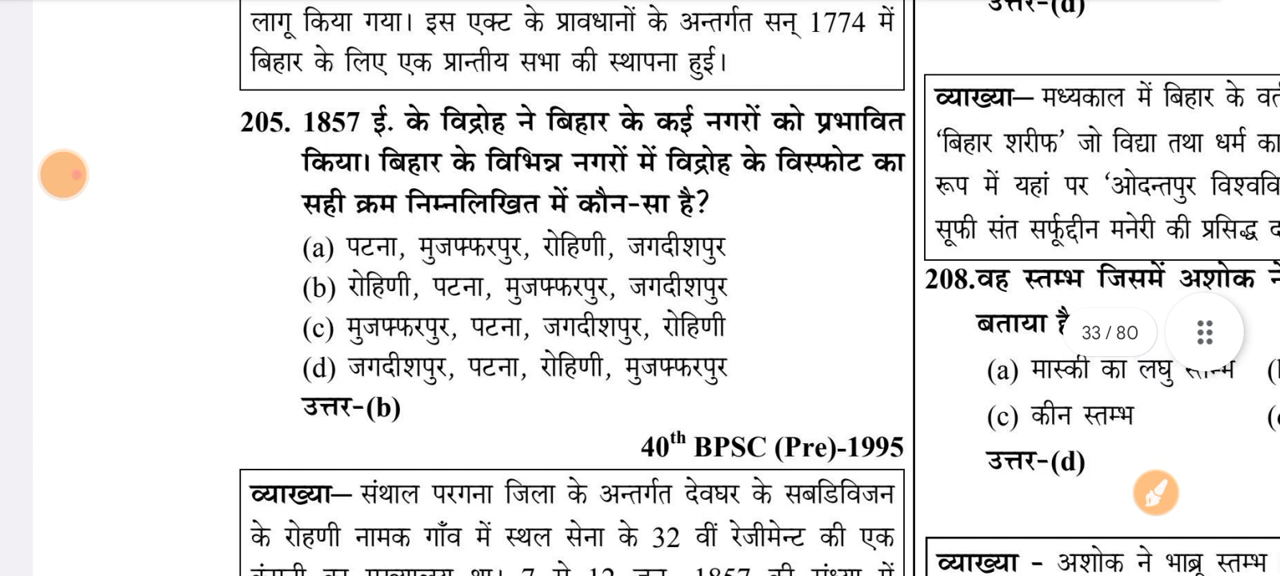 लागू किया गया। इस एक्ट के प्रावधानों के अन्तर्गत सन् 1774 में
बिहार के लिए एक प्रान्तीय सभा की स्थापना हुई।
205. 1857 ई. के विद्रोह ने बिहार के कई नगरों को प्रभावित
किया। बिहार के विभिन्न नगरों में विद्रोह के विस्फोट का
सही क्रम निम्नलिखित में कौन-सा है?
(a) पटना, मुजफ्फरपुर, रोहिणी, जगदीशपुर
(b) रोहिणी, पटना, मुजफ्फरपुर, जगदीशपुर
(c) मुजफ्फरपुर, पटना, जगदीशपुर, रोहिणी
(d) जगदीशपुर, पटना, रोहिणी, मुजफ्फरपुर
उत्तर-(b)
40th BPSC (Pre)-1995
व्याख्या— संथाल परगना जिला के अन्तर्गत देवघर के सबडिविजन
के रोहणी नामक गाँव में स्थल सेना के 32 वीं रेजीमेन्ट की एक
उत्तर-(d)
व्याख्या— मध्यकाल में बिहार के
‘बिहार शरीफ’ जो विद्या तथा धर्म का
रूप में यहां पर ‘ओदन्तपुर
सूफी संत सर्फूद्दीन मनेरी की प्रसिद्ध
208.वह स्तम्भ जिसमें अशोक
बताया है
33 / 80
(a) मास्की का लघु
(c) कीन स्तम्भ
उत्तर-(d)
व्याख्या - अशोक ने भाब्रू स्तम्भ